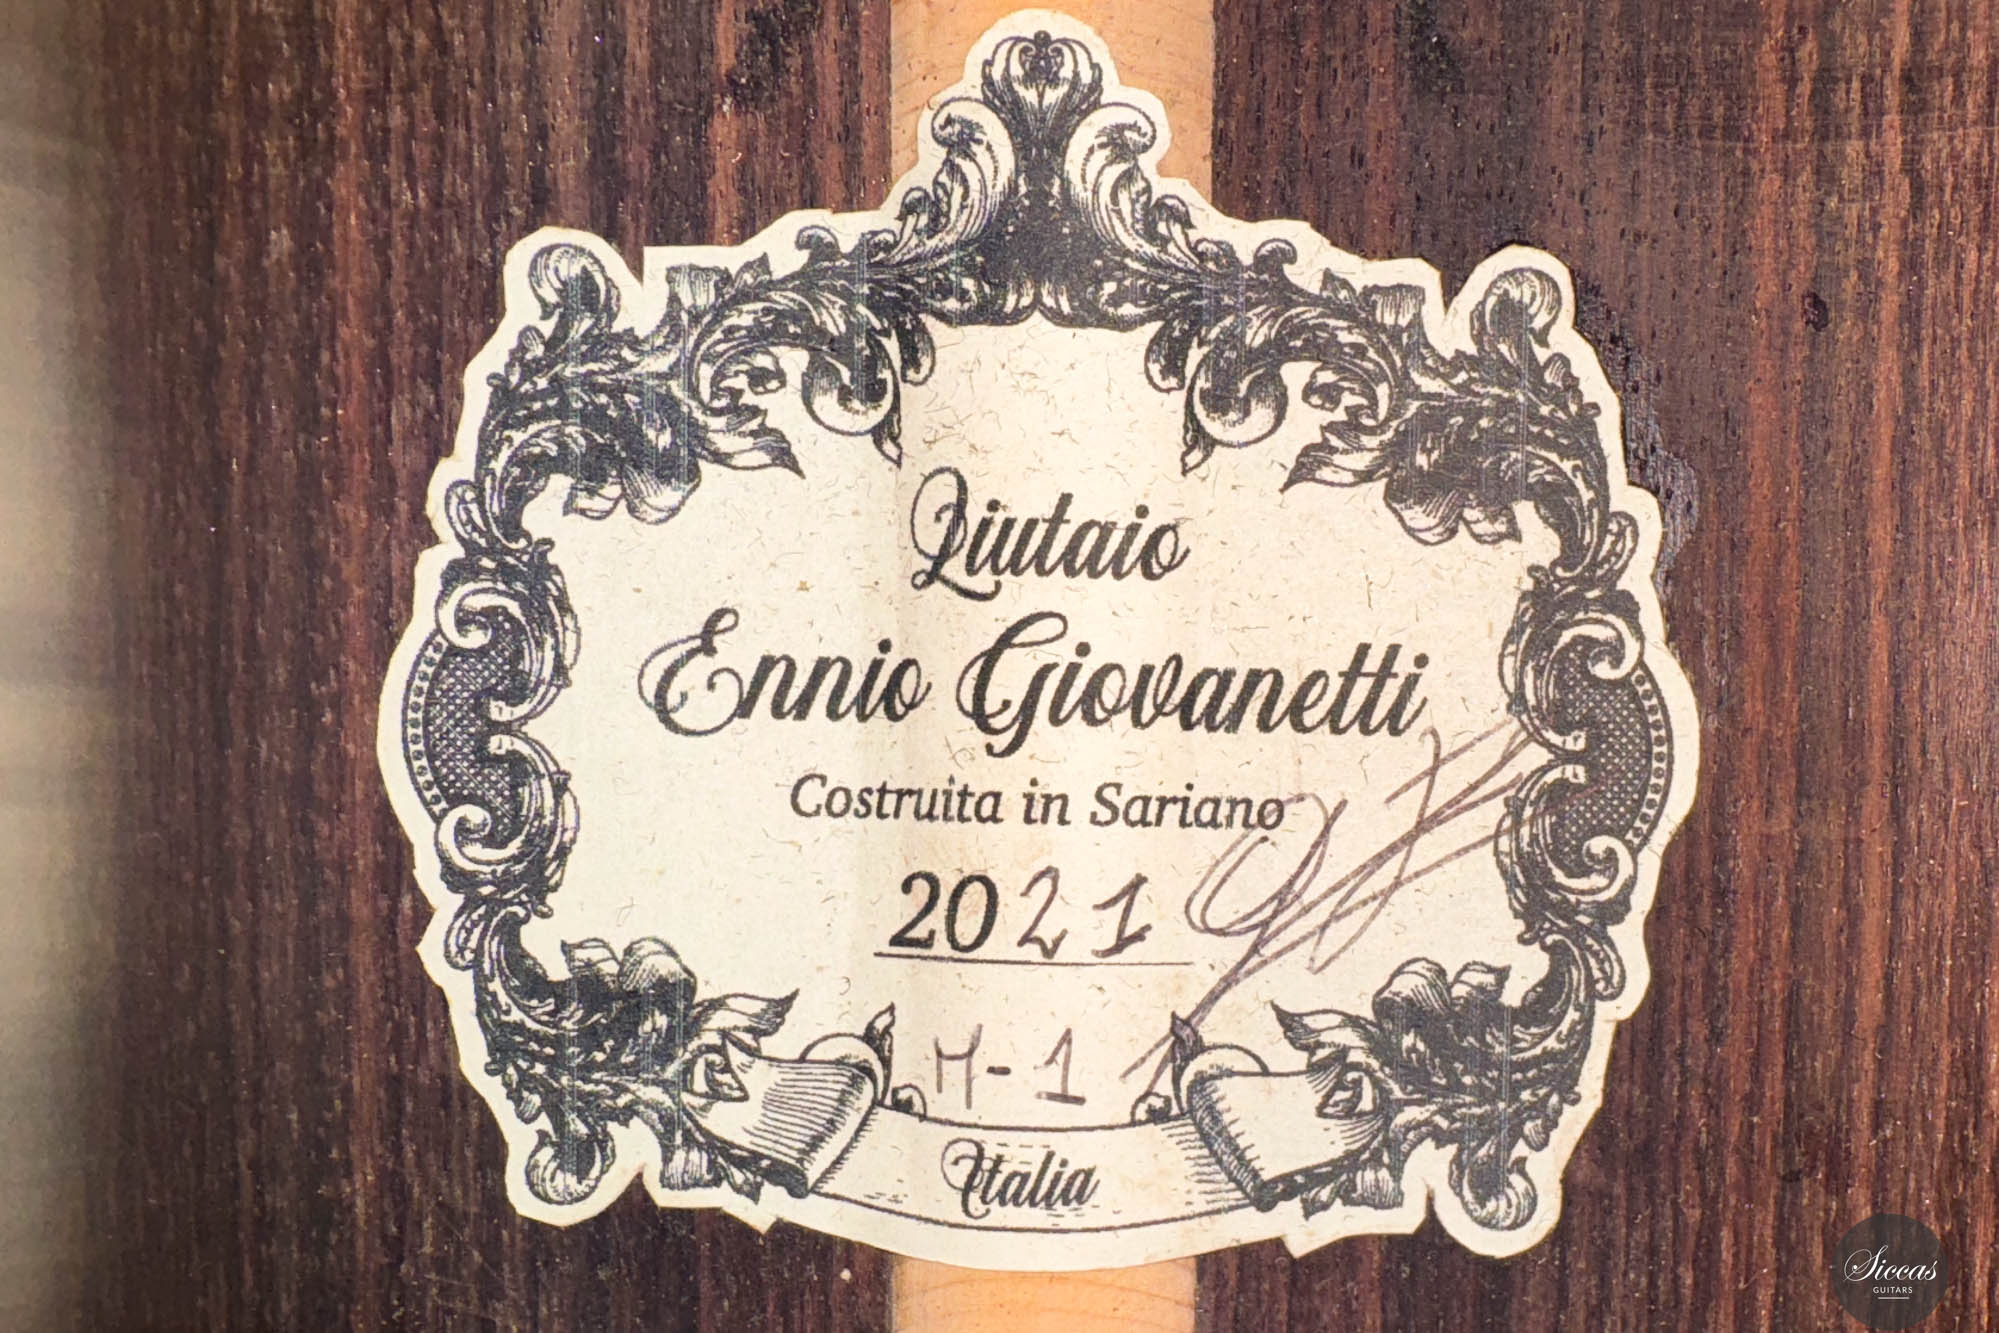 Liutaio
Ennio Giovanetti
Costruita in Sariano
2021
M-1
Italia
Siccas
GUITARS